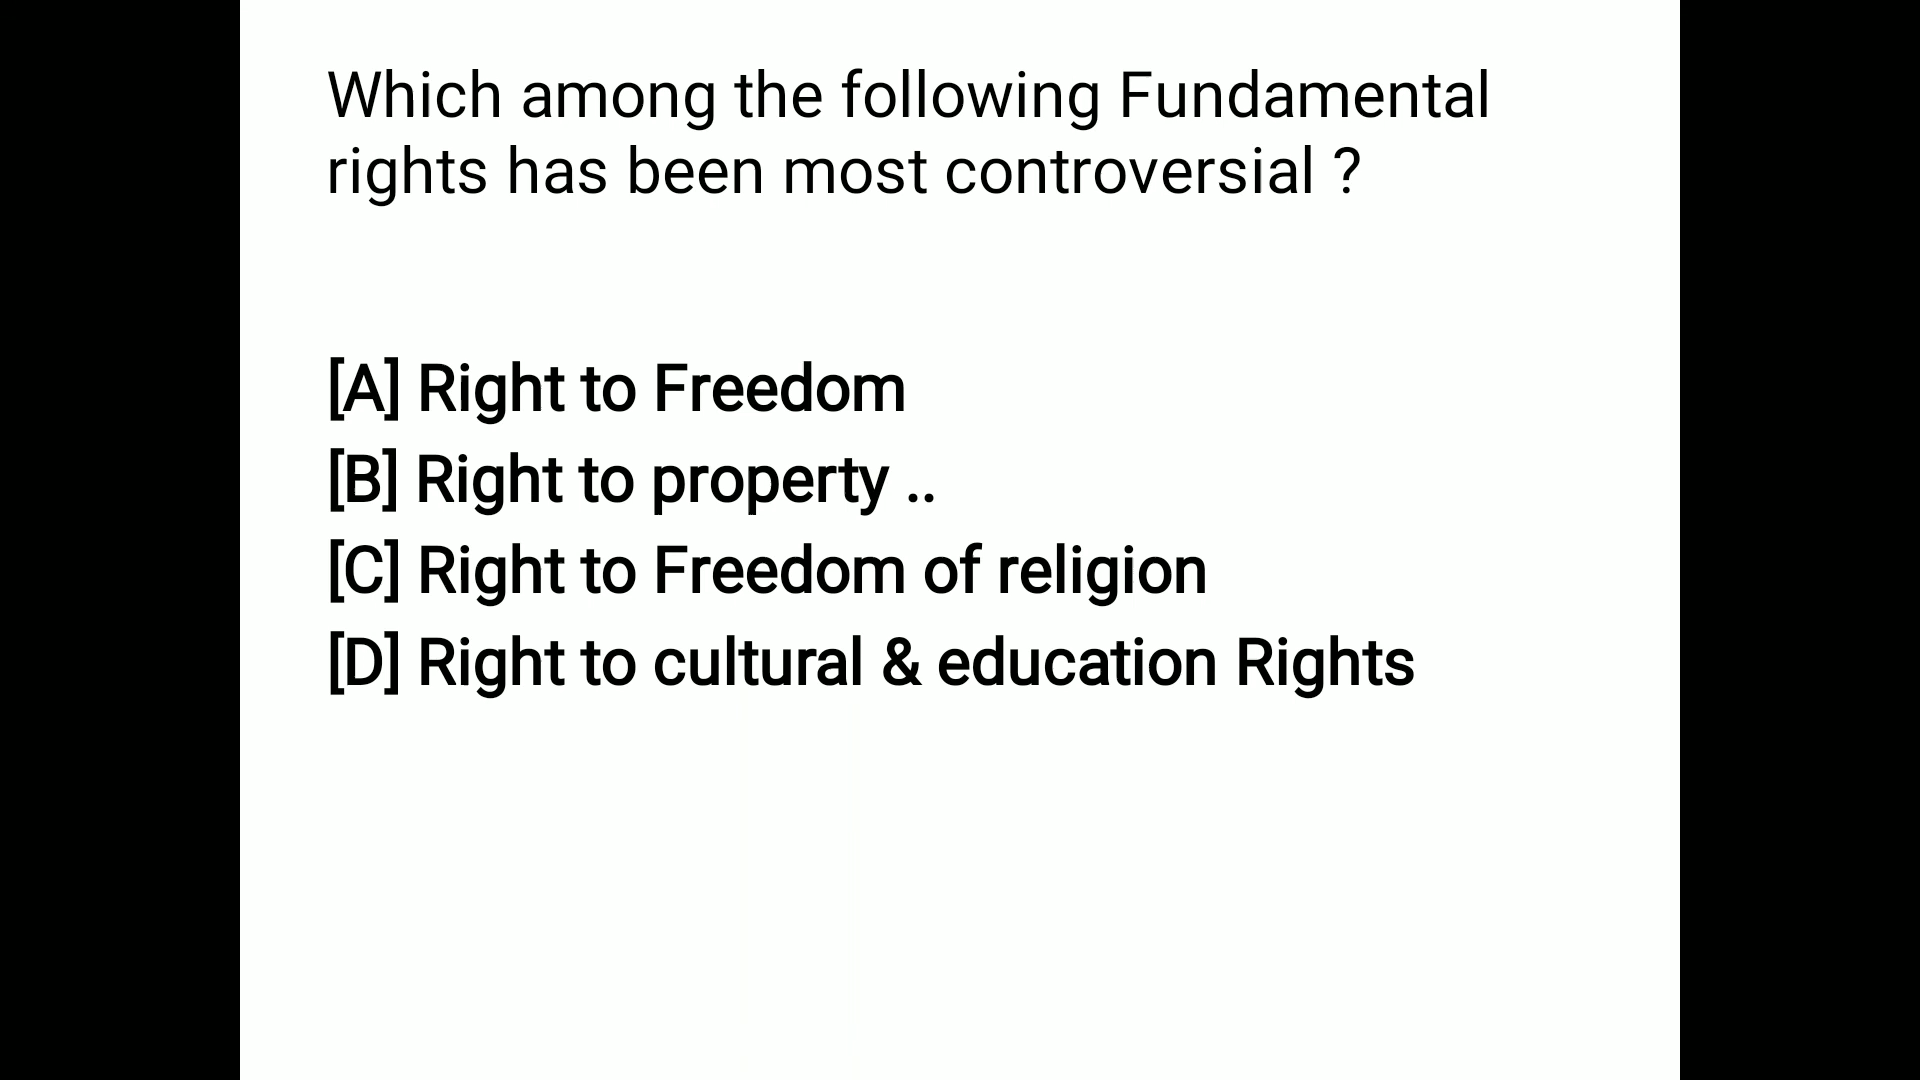 Which among the following Fundamental
rights has been most controversial ?
[A] Right to Freedom
[B] Right to property ..
[C] Right to Freedom of religion
[D] Right to cultural & education Rights